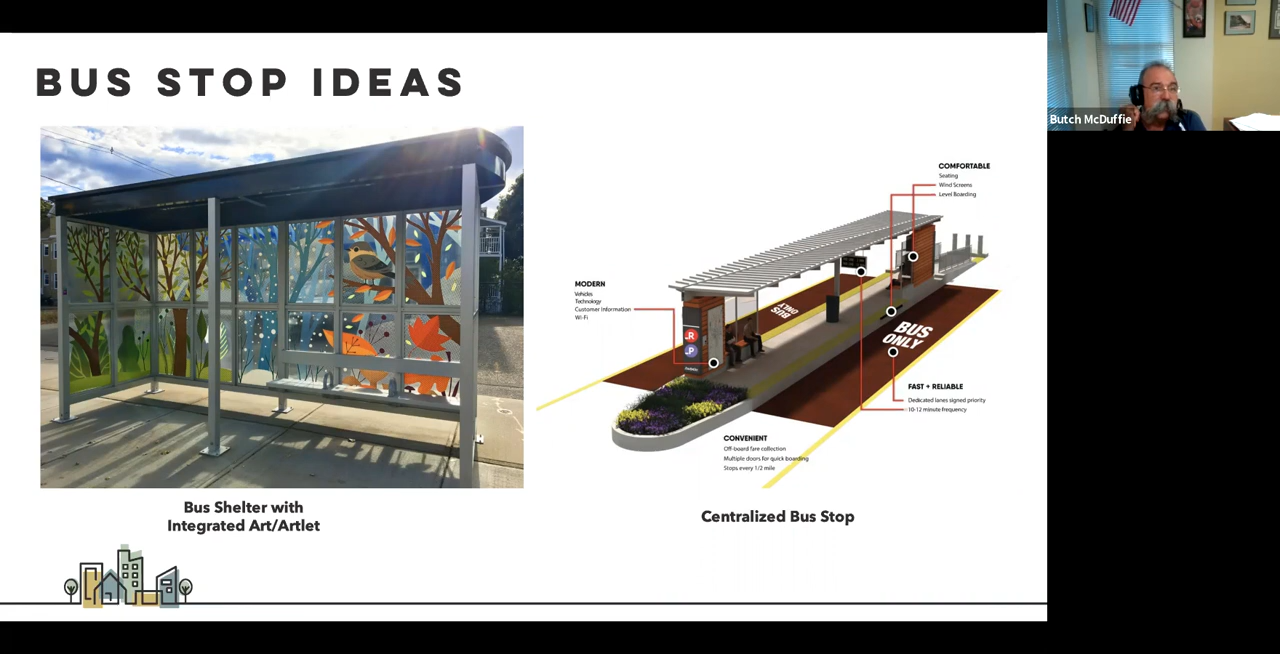 BUS STOP IDEAS
Butch McDuffie
Bus Shelter with
Integrated Art/Artlet
COMFORTABLE
Seating
Wind Screens
Level Boarding
MODERN
Vehicles
Technology
Customer Information
Wi-Fi
BUS
ONLY
R
P
BUS
ONLY
FAST + RELIABLE
Dedicated lanes signed priority
10-12 minute frequency
CONVENIENT
Off-board fare collection
Multiple doors for quick boarding
Stops every 1/2 mile
Centralized Bus Stop